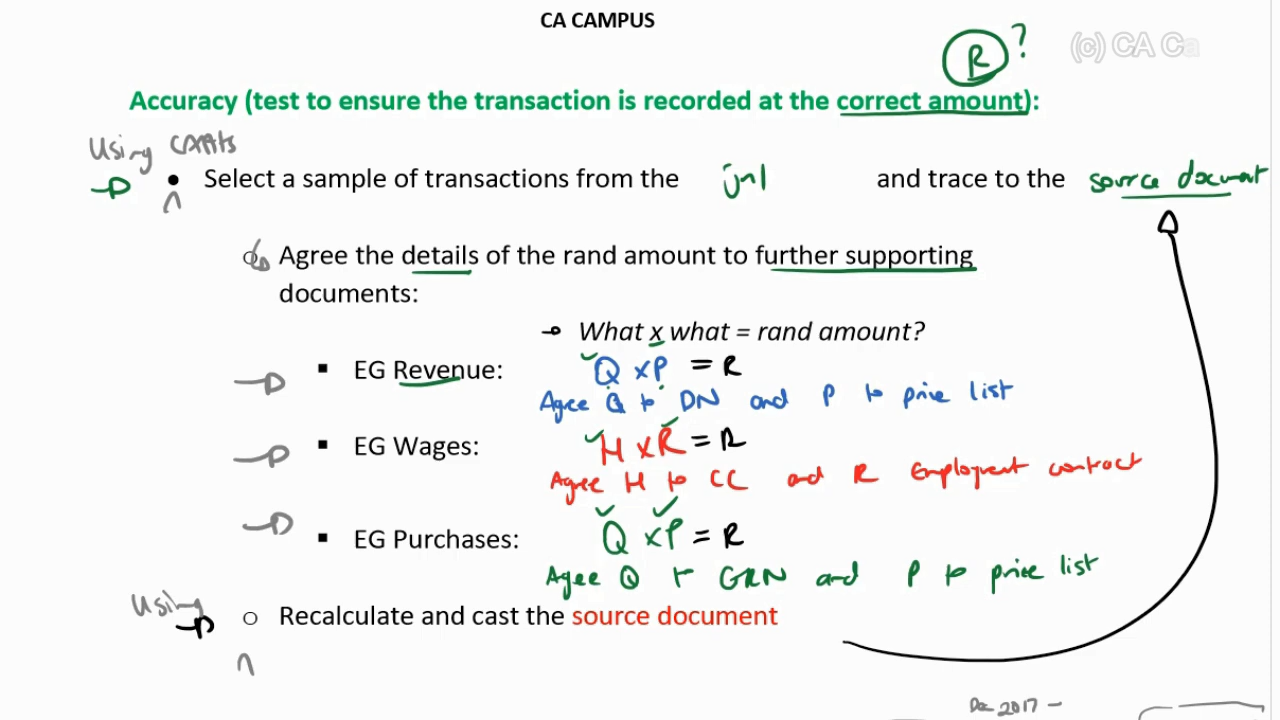 CA CAMPUS
R ?
(c) CA Ca
Accuracy (test to ensure the transaction is recorded at the correct amount):
Using CAATs
• Select a sample of transactions from the jnl and trace to the source document
Agree the details of the rand amount to further supporting
documents:
What x what = rand amount?
▪ EG Revenue: Q x P = R
Agree Q to DN and P to price list
▪ EG Wages: H x R = R
Agree H to CC and R Employent contract
▪ EG Purchases: Q x P = R
Agree Q to GRN and P to price list
Using
o Recalculate and cast the source document
Dec 2017 –